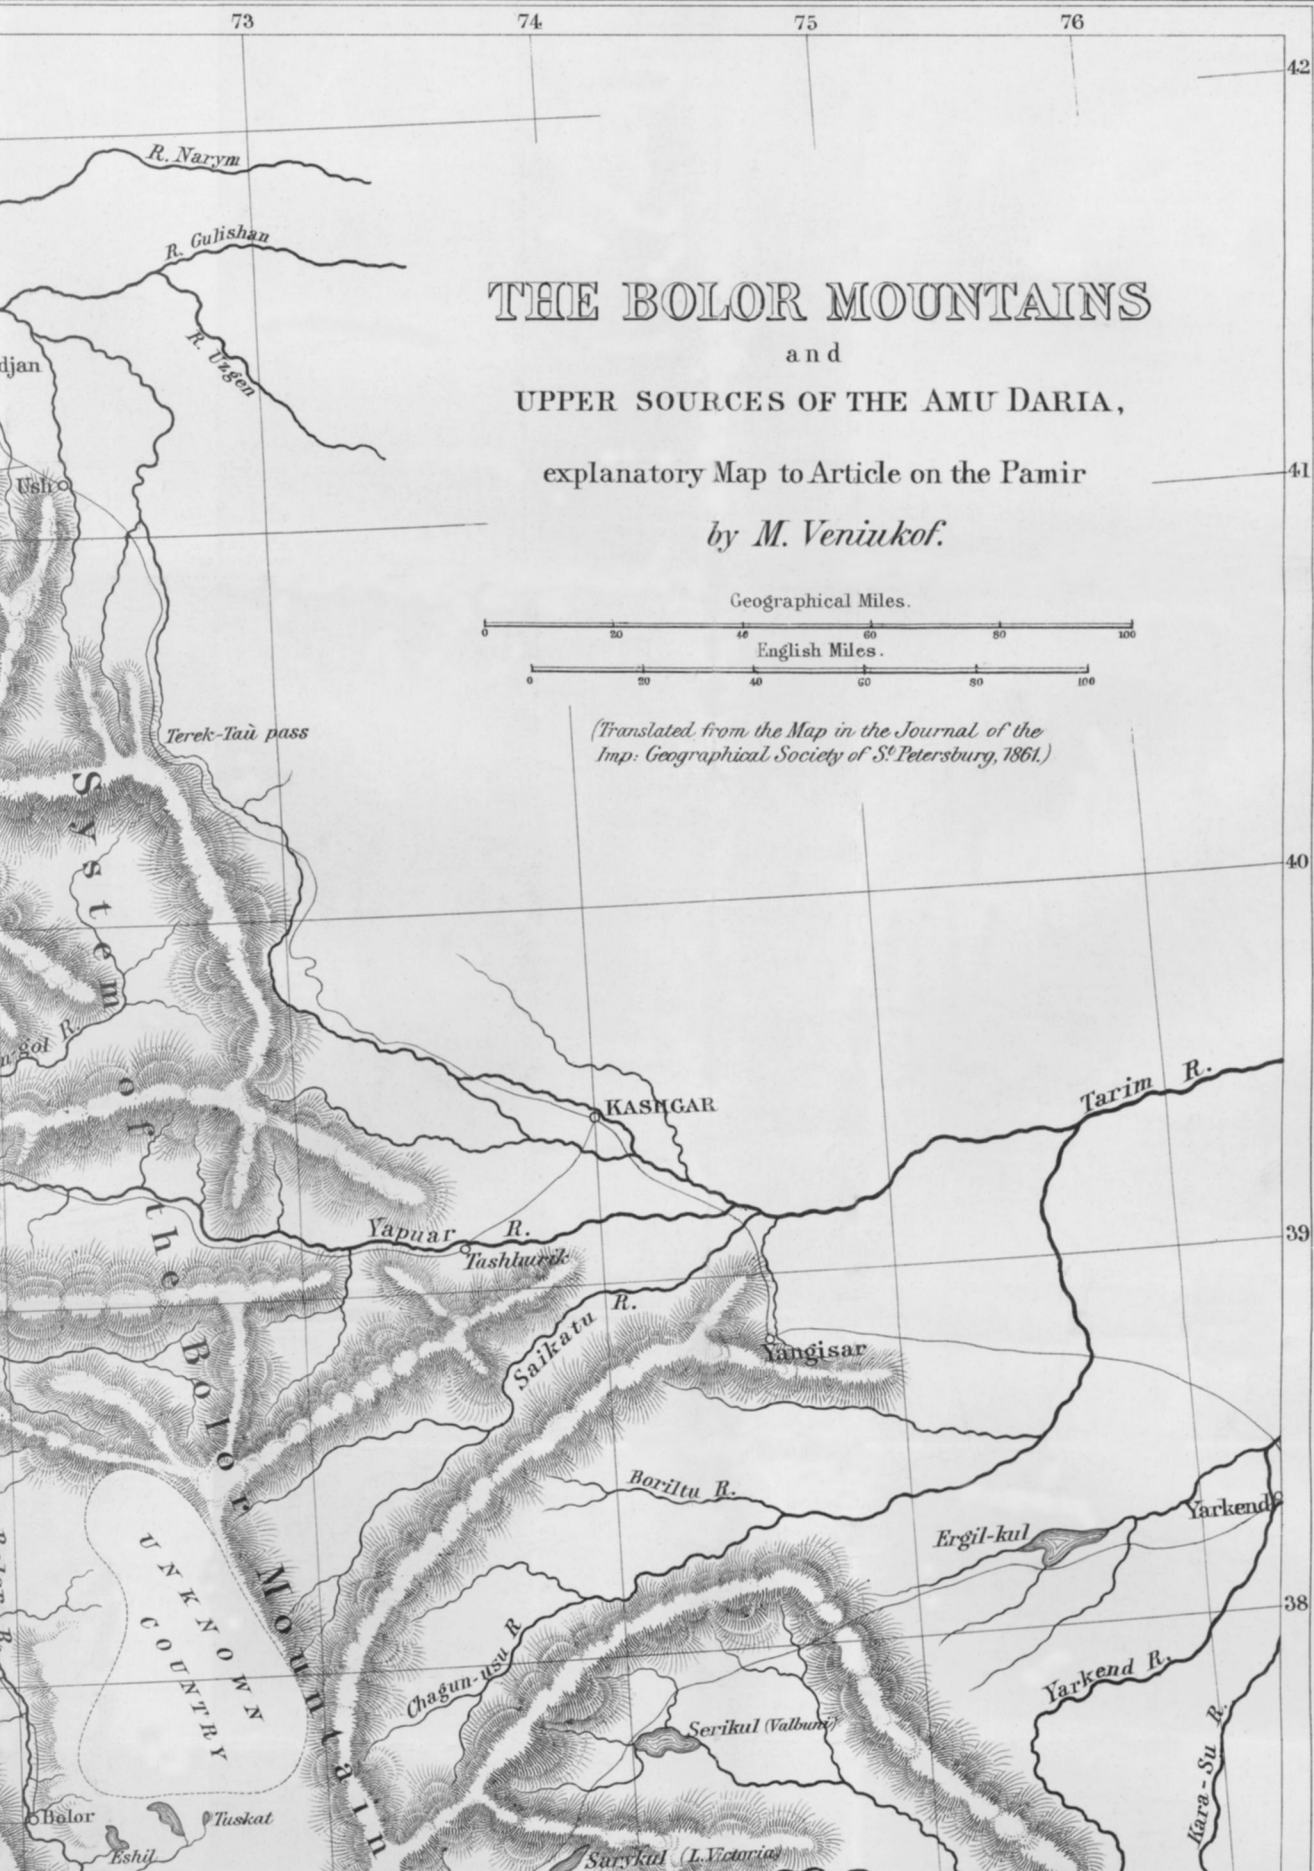 73 74 75 76
42
R. Narym
R. Gulishan
R. Uzgen
THE BOLOR MOUNTAINS
and
UPPER SOURCES OF THE AMU DARIA,
explanatory Map to Article on the Pamir
by M. Veniukof.
Geographical Miles.
0 20 40 60 80 100
English Miles.
0 20 40 60 80 100
(Translated from the Map in the Journal of the
Imp: Geographical Society of St. Petersburg, 1861.)
djan
41
Ush
Terek-Taù pass
40
System of the Bolor Mountain
n-gol R.
KASHGAR
Tarim R.
39
Yapuar R.
Tashburik
Saikatu R.
Yangisar
Boriltu R.
Ergil-kul
Yarkend
38
UNKNOWN
COUNTRY
Chagun-usu R
Yarkend R.
Kara-Su R.
Serikul (Valbuni)
Bolor
Tuskat
Eshil
Surykul (L. Victoria)